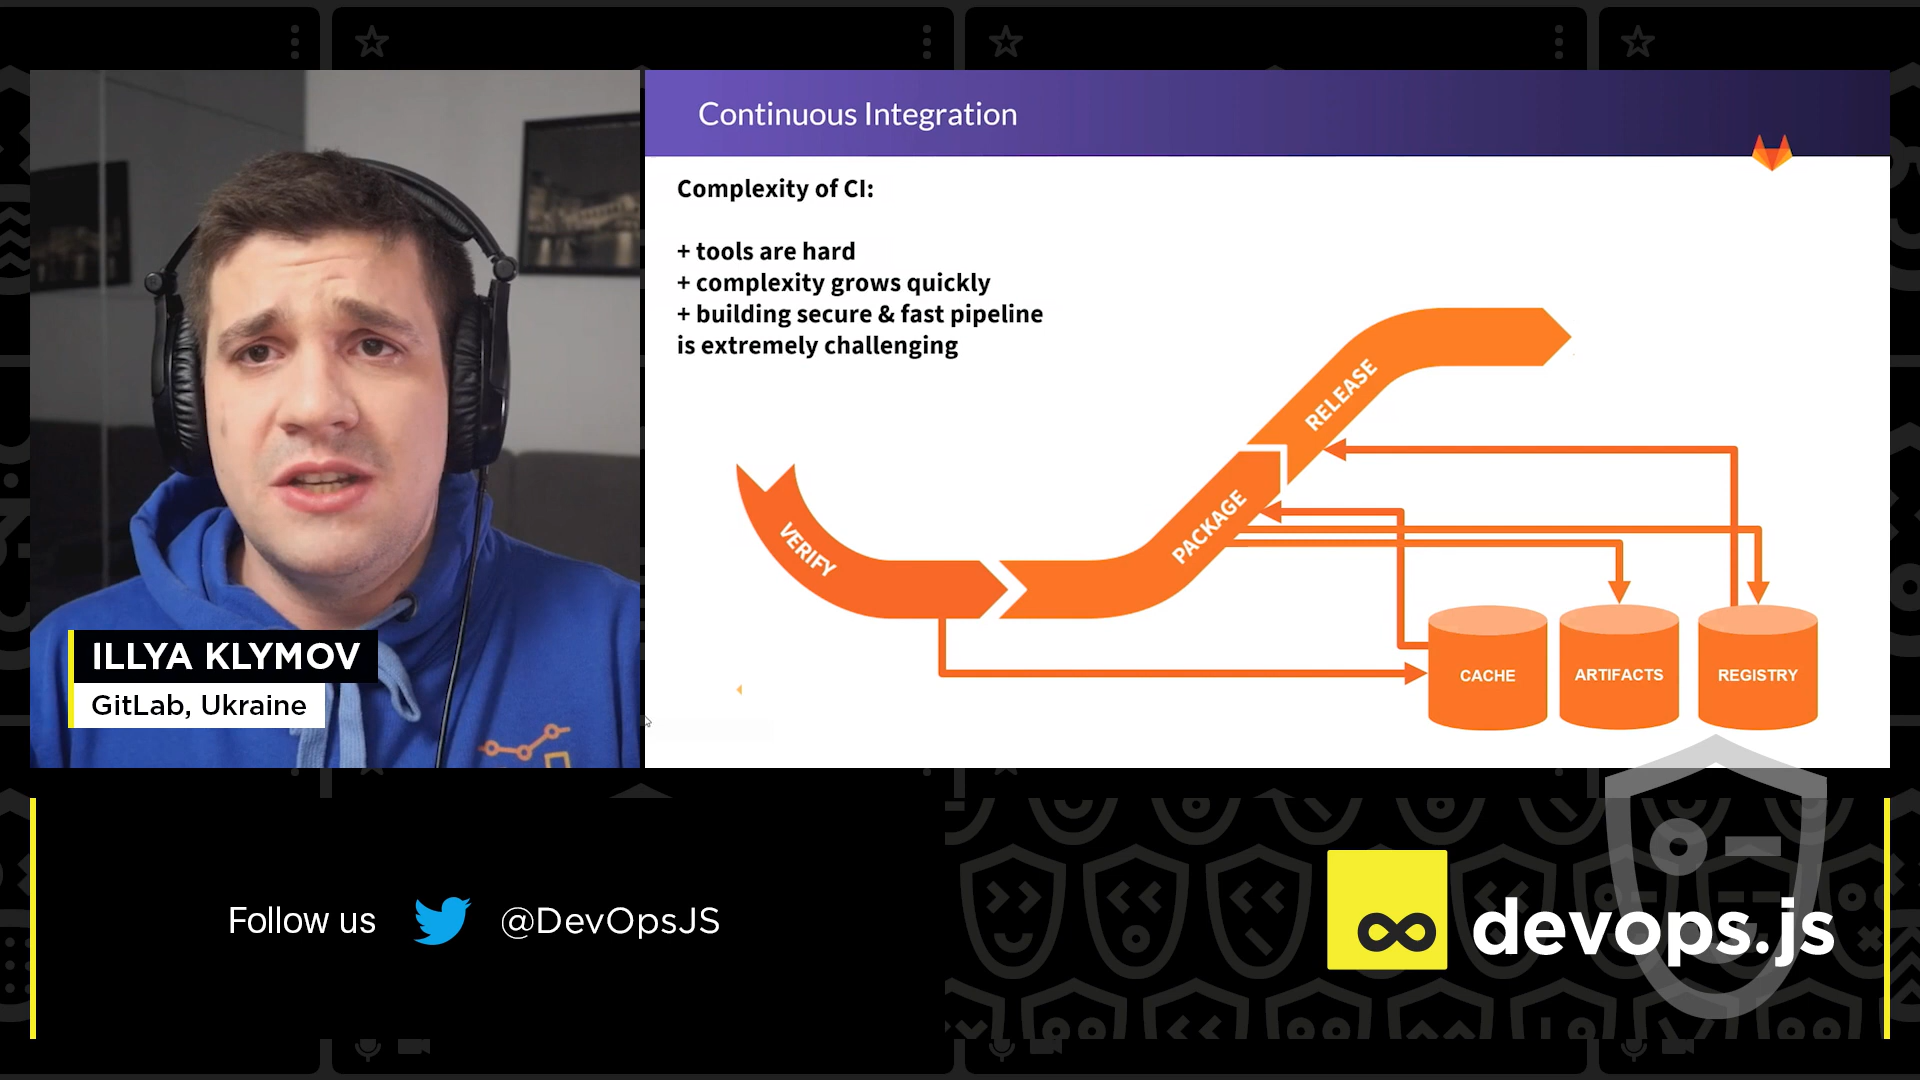 Continuous Integration
Complexity of CI:
+ tools are hard
+ complexity grows quickly
+ building secure & fast pipeline
is extremely challenging
RELEASE
PACKAGE
VERIFY
CACHE
ARTIFACTS
REGISTRY
ILLYA KLYMOV
GitLab, Ukraine
Follow us
@DevOpsJS
devops.js